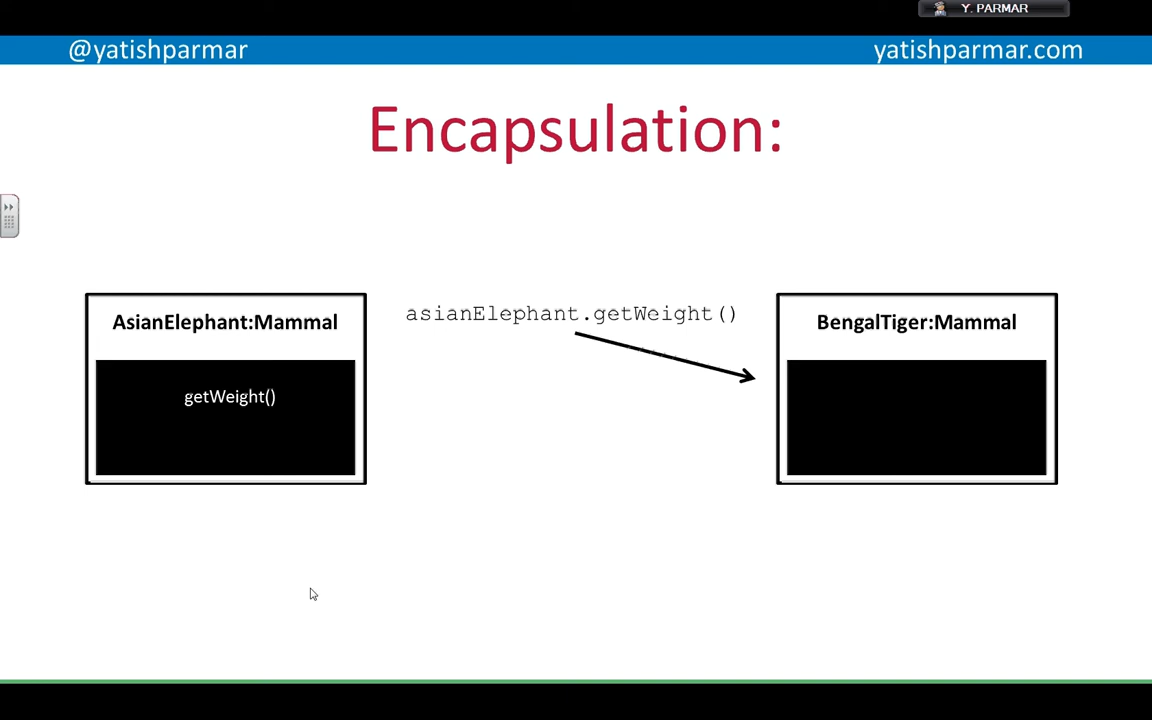 Y. PARMAR
@yatishparmar
yatishparmar.com
Encapsulation:
AsianElephant:Mammal
asianElephant.getWeight()
BengalTiger:Mammal
getWeight()